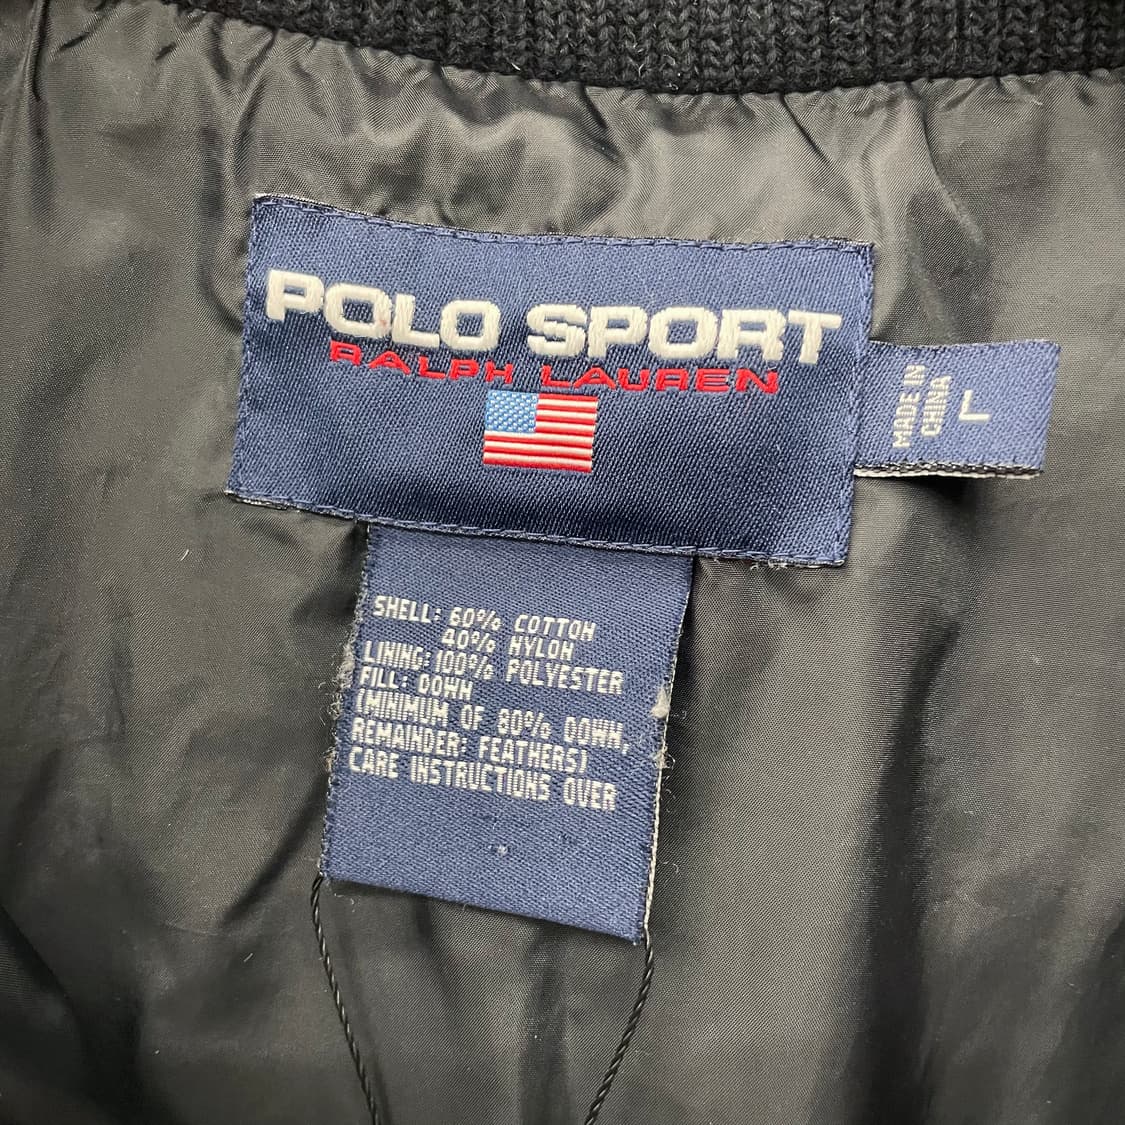 POLO SPORT
RALPH LAUREN
MADE IN
CHINA
L
SHELL: 60% COTTON
40% NYLON
LINING: 100% POLYESTER
FILL: DOWN
(MINIMUM OF 80% DOWN,
REMAINDER: FEATHERS)
CARE INSTRUCTIONS OVER